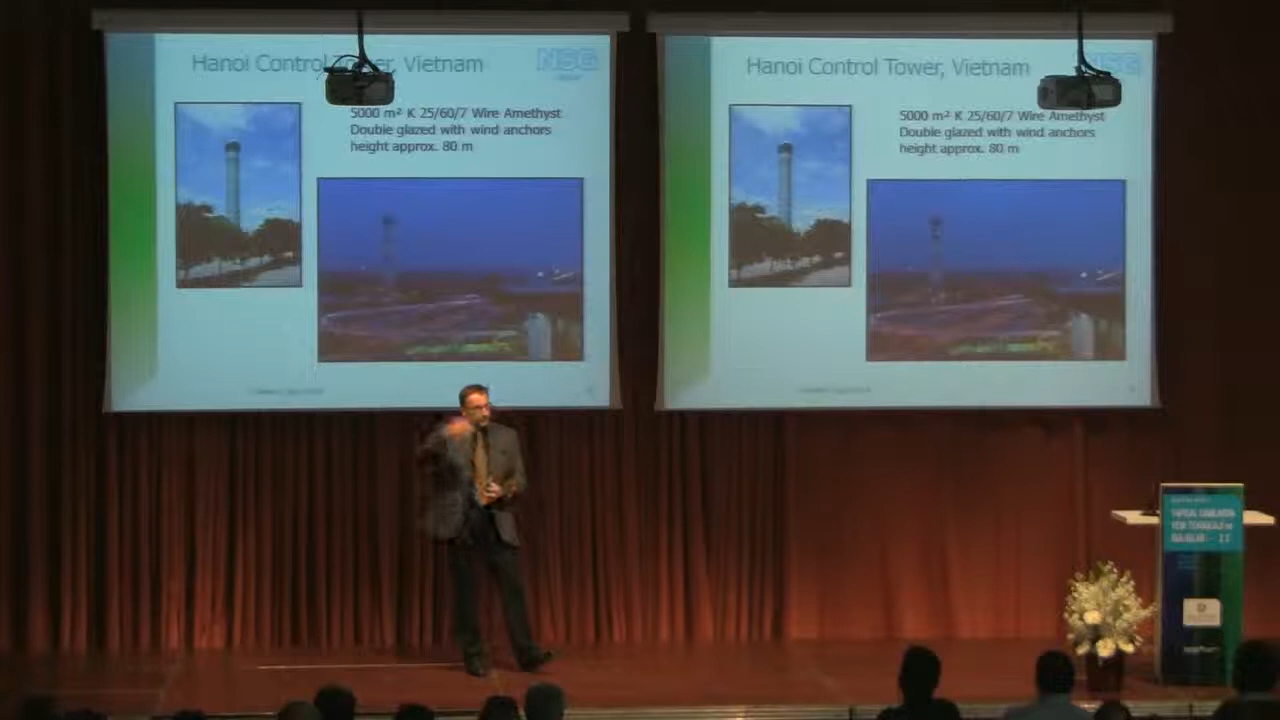 Hanoi Control Tower, Vietnam
NSG
5000 m² K 25/60/7 Wire Amethyst
Double glazed with wind anchors
height approx. 80 m
Hanoi Control Tower, Vietnam
NSG
5000 m² K 25/60/7 Wire Amethyst
Double glazed with wind anchors
height approx. 80 m